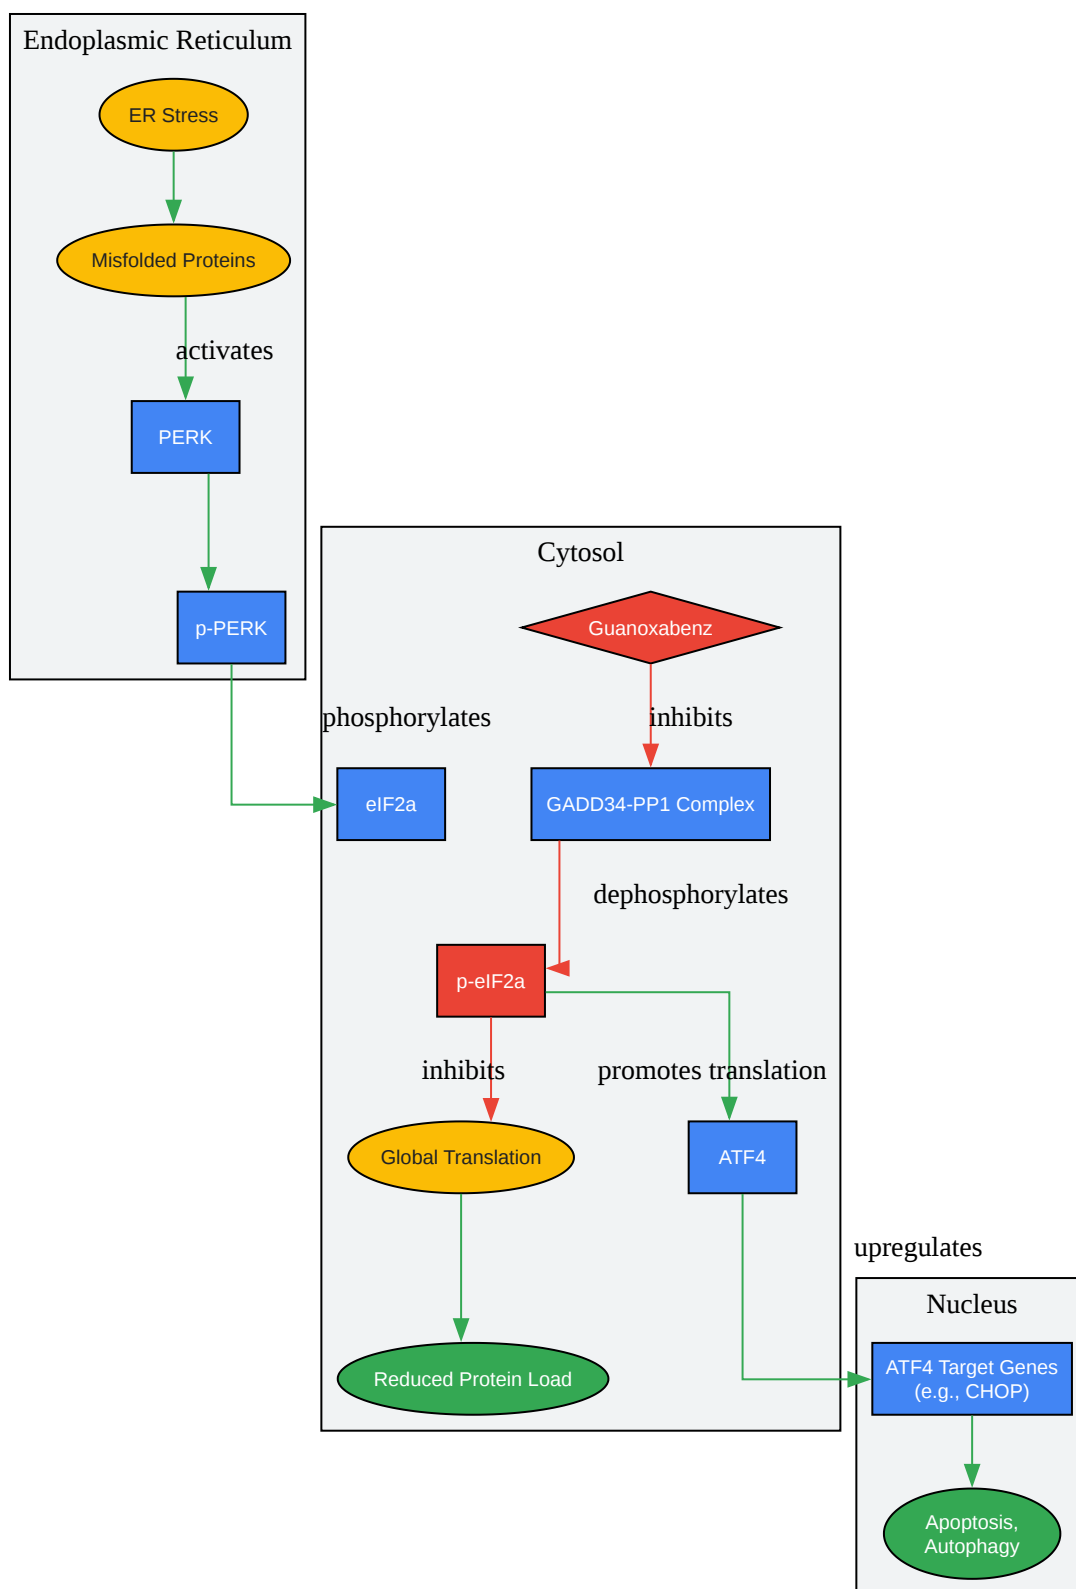 Endoplasmic Reticulum
ER Stress
Misfolded Proteins
activates
PERK
p-PERK
Cytosol
Guanoxabenz
phosphorylates
inhibits
eIF2a
GADD34-PP1 Complex
dephosphorylates
p-eIF2a
inhibits
promotes translation
Global Translation
ATF4
upregulates
Nucleus
Reduced Protein Load
ATF4 Target Genes
(e.g., CHOP)
Apoptosis,
Autophagy